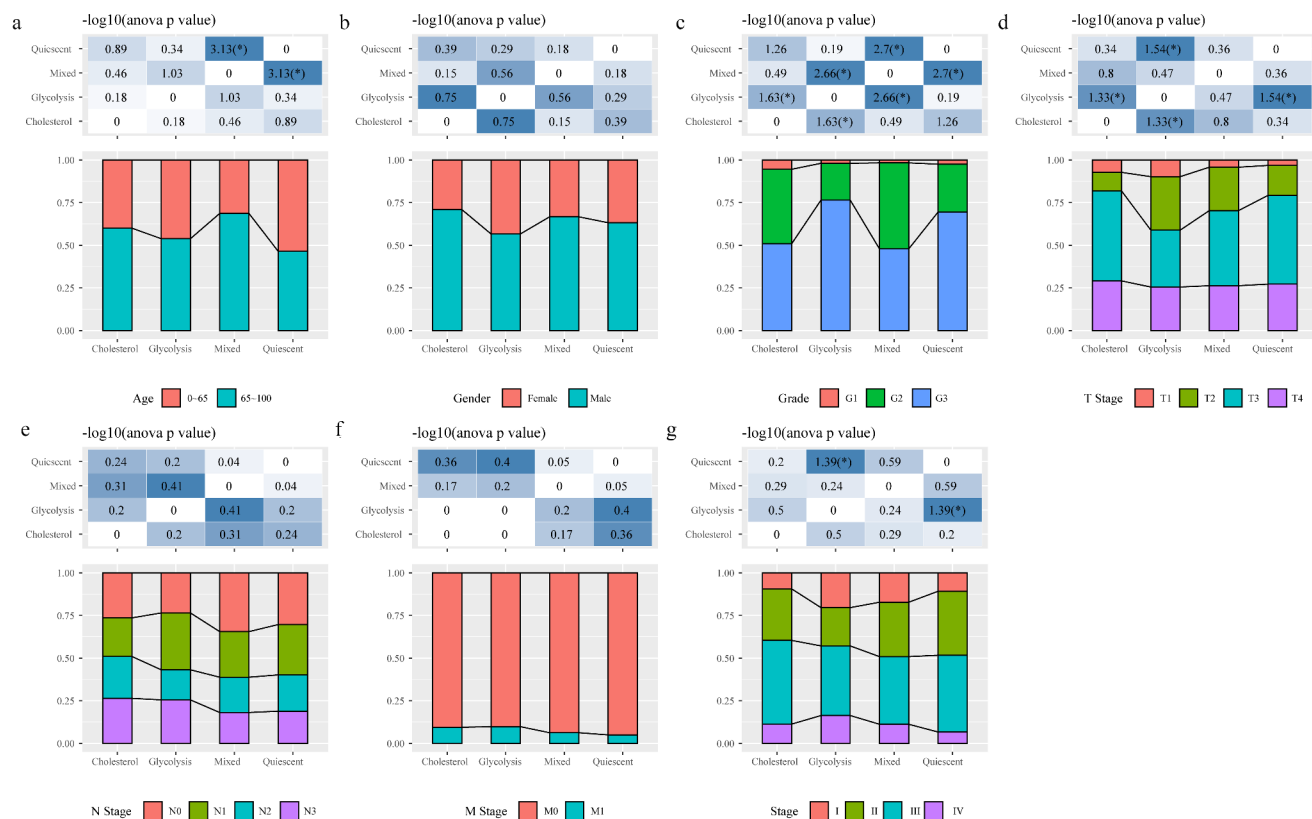 a
-log10(anova p value)
Quiescent 0.89 0.34 3.13(*) 0
Mixed 0.46 1.03 0 3.13(*)
Glycolysis 0.18 0 1.03 0.34
Cholesterol 0 0.18 0.46 0.89
1.00
0.75
0.50
0.25
0.00
Cholesterol Glycolysis Mixed Quiescent
Age 0~65 65~100
b
-log10(anova p value)
Quiescent 0.39 0.29 0.18 0
Mixed 0.15 0.56 0 0.18
Glycolysis 0.75 0 0.56 0.29
Cholesterol 0 0.75 0.15 0.39
1.00
0.75
0.50
0.25
0.00
Cholesterol Glycolysis Mixed Quiescent
Gender Female Male
c
-log10(anova p value)
Quiescent 1.26 0.19 2.7(*) 0
Mixed 0.49 2.66(*) 0 2.7(*)
Glycolysis 1.63(*) 0 2.66(*) 0.19
Cholesterol 0 1.63(*) 0.49 1.26
1.00
0.75
0.50
0.25
0.00
Cholesterol Glycolysis Mixed Quiescent
Grade G1 G2 G3
d
-log10(anova p value)
Quiescent 0.34 1.54(*) 0.36 0
Mixed 0.8 0.47 0 0.36
Glycolysis 1.33(*) 0 0.47 1.54(*)
Cholesterol 0 1.33(*) 0.8 0.34
1.00
0.75
0.50
0.25
0.00
Cholesterol Glycolysis Mixed Quiescent
T Stage T1 T2 T3 T4
e
-log10(anova p value)
Quiescent 0.24 0.2 0.04 0
Mixed 0.31 0.41 0 0.04
Glycolysis 0.2 0 0.41 0.2
Cholesterol 0 0.2 0.31 0.24
1.00
0.75
0.50
0.25
0.00
Cholesterol Glycolysis Mixed Quiescent
N Stage N0 N1 N2 N3
f
-log10(anova p value)
Quiescent 0.36 0.4 0.05 0
Mixed 0.17 0.2 0 0.05
Glycolysis 0 0 0.2 0.4
Cholesterol 0 0 0.17 0.36
1.00
0.75
0.50
0.25
0.00
Cholesterol Glycolysis Mixed Quiescent
M Stage M0 M1
g
-log10(anova p value)
Quiescent 0.2 1.39(*) 0.59 0
Mixed 0.29 0.24 0 0.59
Glycolysis 0.5 0 0.24 1.39(*)
Cholesterol 0 0.5 0.29 0.2
1.00
0.75
0.50
0.25
0.00
Cholesterol Glycolysis Mixed Quiescent
Stage I II III IV